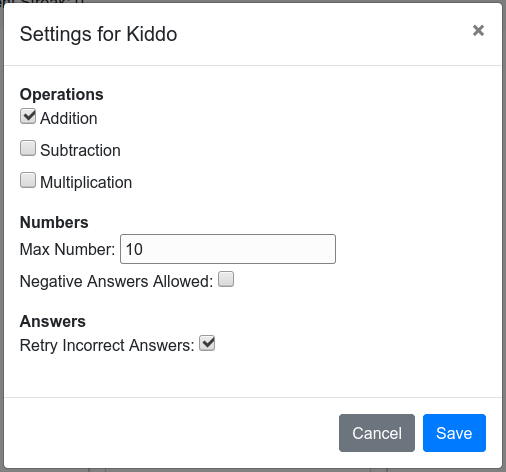 Settings for Kiddo ×
Operations
Addition
Subtraction
Multiplication
Numbers
Max Number: 10
Negative Answers Allowed:
Answers
Retry Incorrect Answers:
Cancel Save